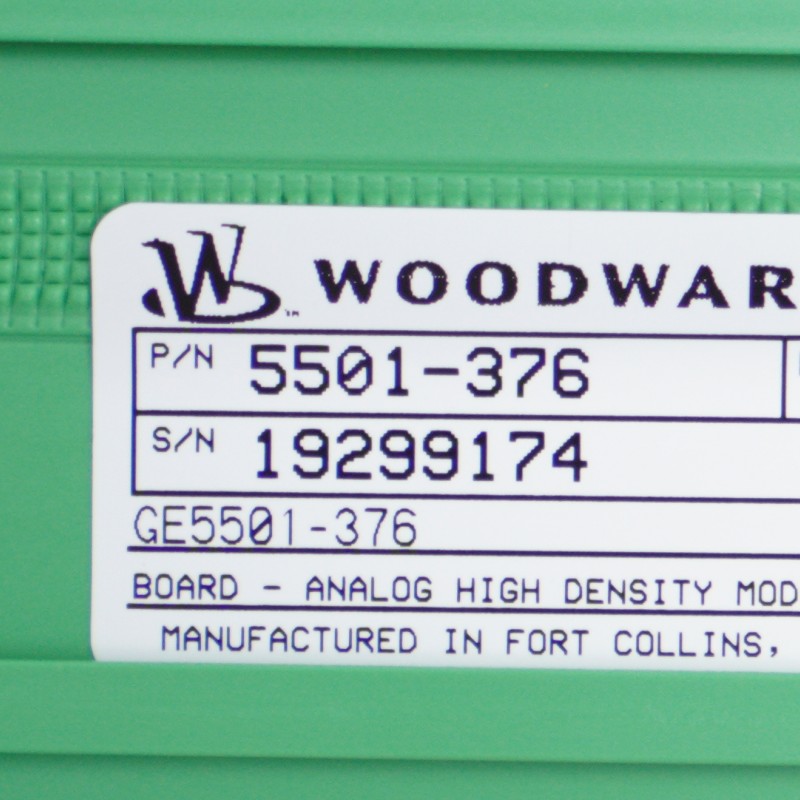 WOODWAR
P/N 5501-376
S/N 19299174
GE5501-376
BOARD - ANALOG HIGH DENSITY MOD
MANUFACTURED IN FORT COLLINS,